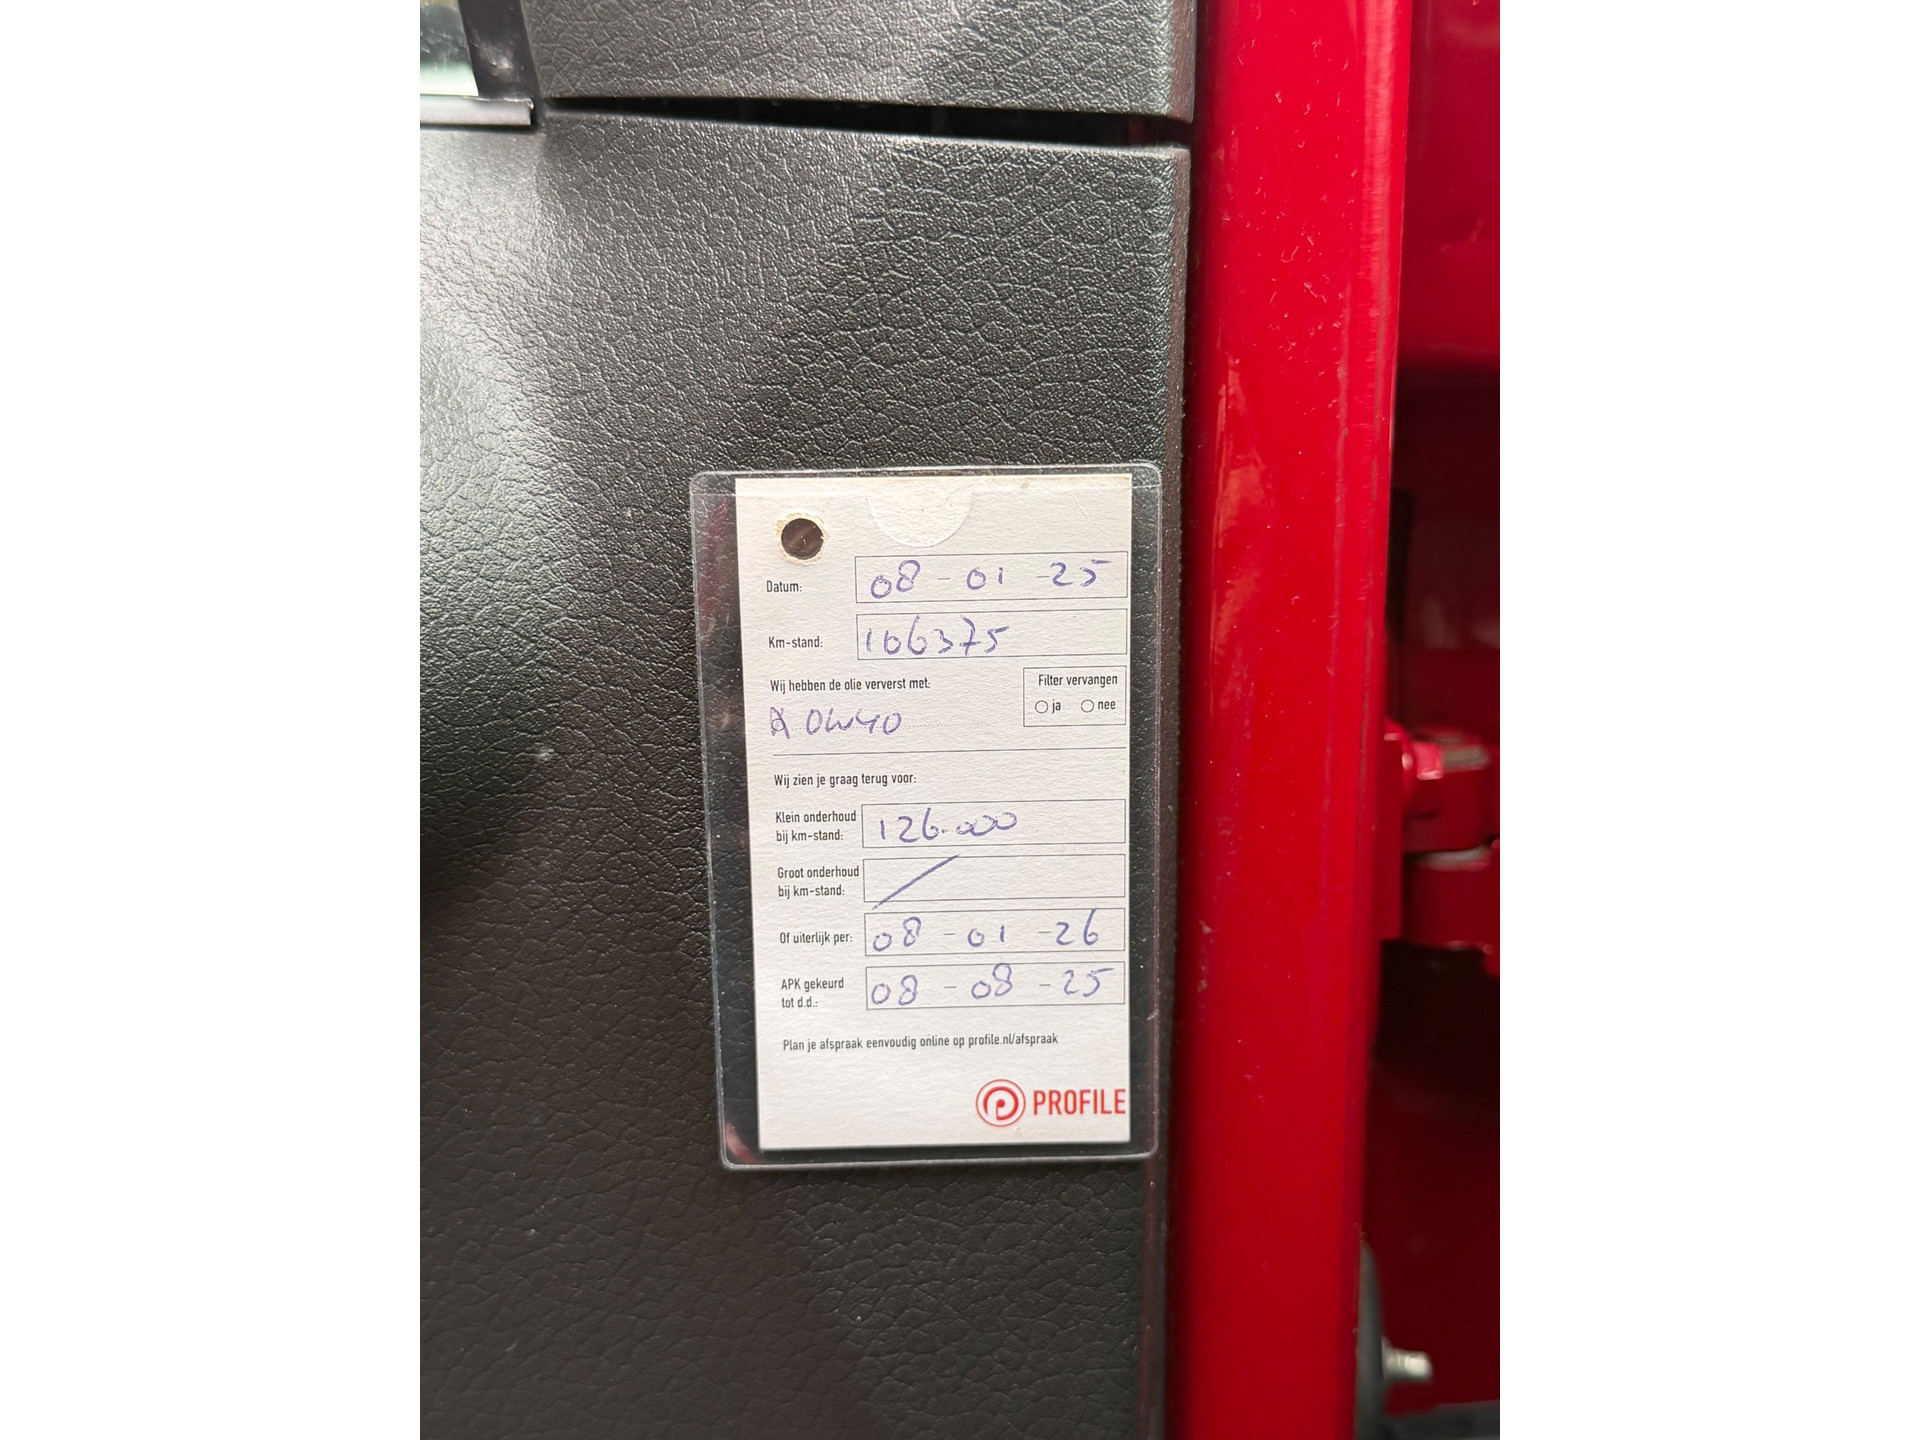 Datum: 08-01-25
Km-stand: 106375
Wij hebben de olie ververst met:
Filter vervangen
ja nee
0W40
Wij zien je graag terug voor:
Klein onderhoud
bij km-stand: 126.000
Groot onderhoud
bij km-stand:
Of uiterlijk per: 08-01-26
APK gekeurd
tot d.d.: 08-08-25
Plan je afspraak eenvoudig online op profile.nl/afspraak
PROFILE